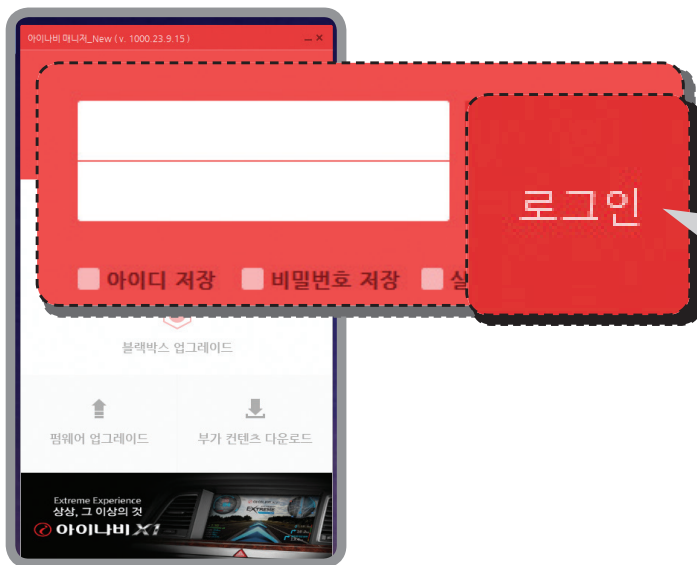 아이나비 매니저_New ( v. 1000.23.9.15 )
로그인
아이디 저장 비밀번호 저장
블랙박스 업그레이드
펌웨어 업그레이드 부가 컨텐츠 다운로드
Extreme Experience
상상, 그 이상의 것
아이나비 X1
EXTREME